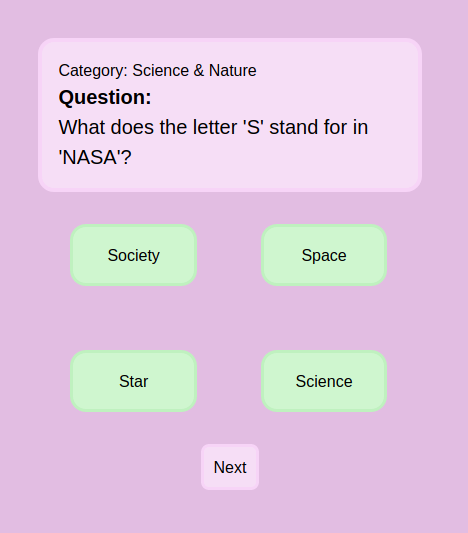 Category: Science & Nature
Question:
What does the letter 'S' stand for in
'NASA'?
Society
Space
Star
Science
Next